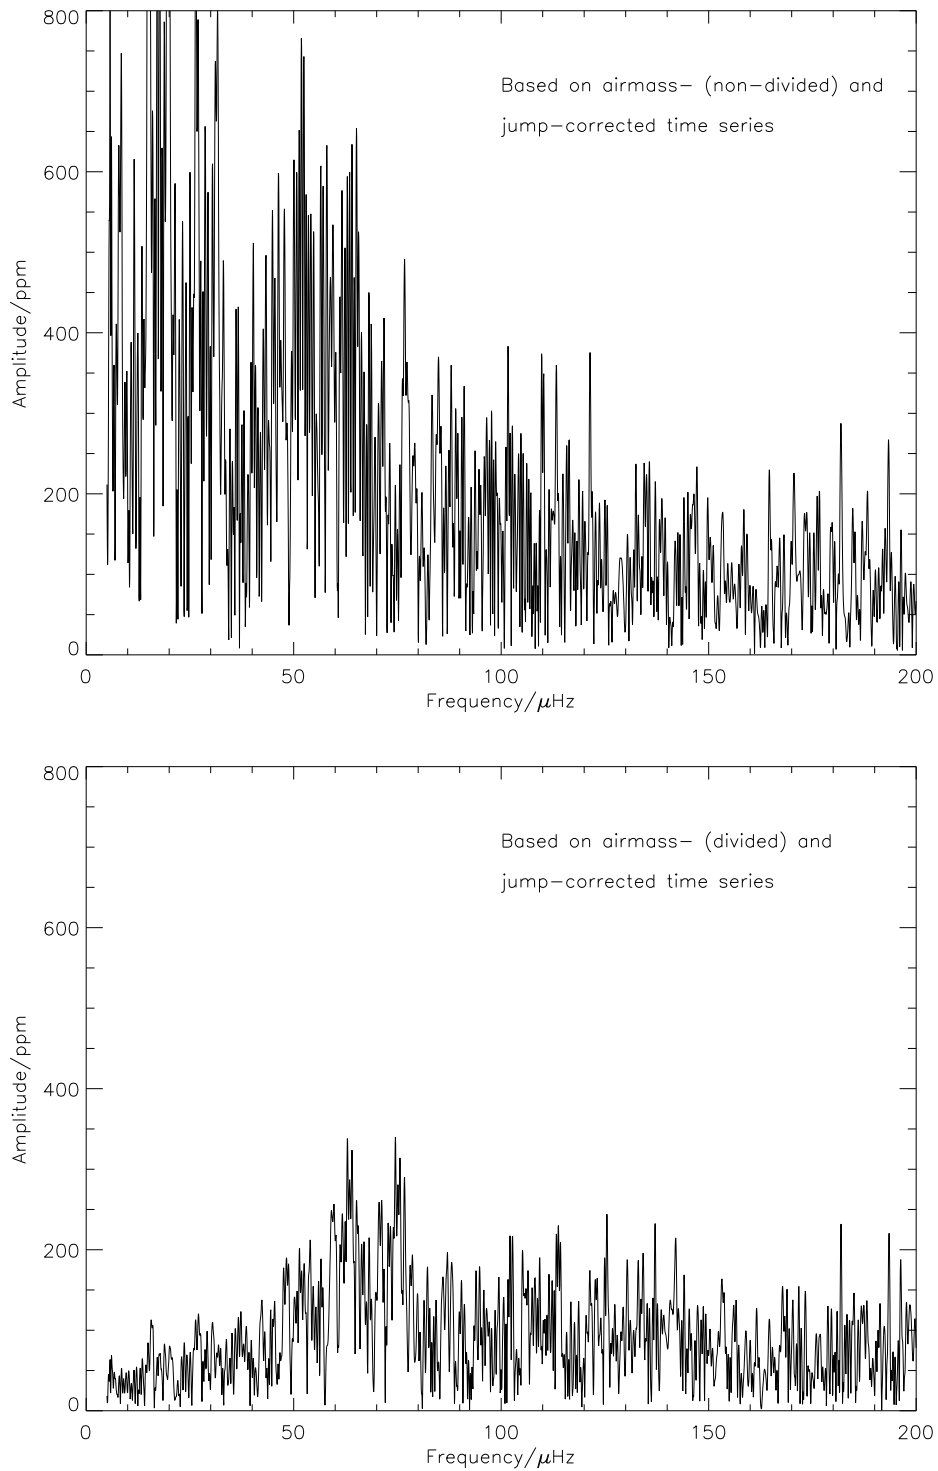 800
600
400
200
0
Amplitude/ppm
Based on airmass– (non–divided) and
jump–corrected time series
0 50 100 150 200
Frequency/μHz
800
600
400
200
0
Amplitude/ppm
Based on airmass– (divided) and
jump–corrected time series
0 50 100 150 200
Frequency/μHz